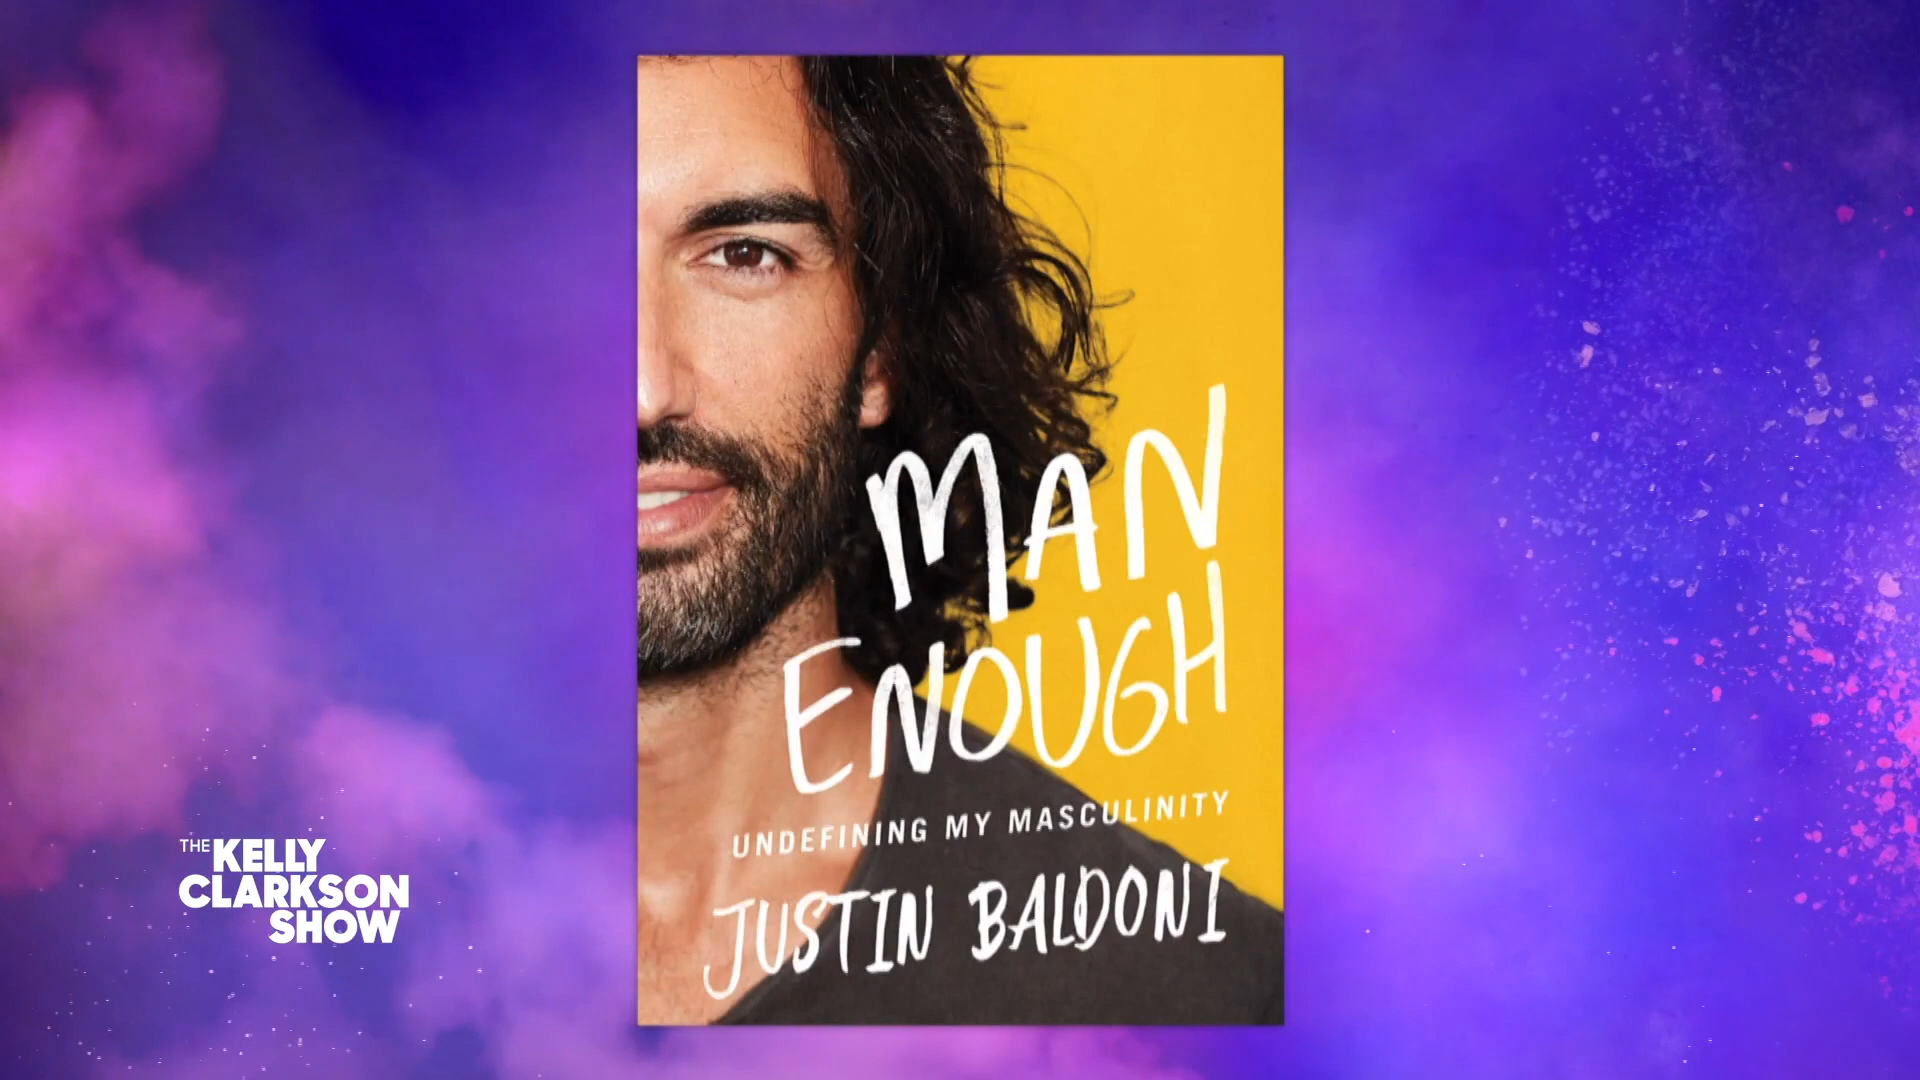 MAN
ENOUGH
UNDEFINING MY MASCULINITY
JUSTIN BALDONI
THE KELLY
CLARKSON
SHOW